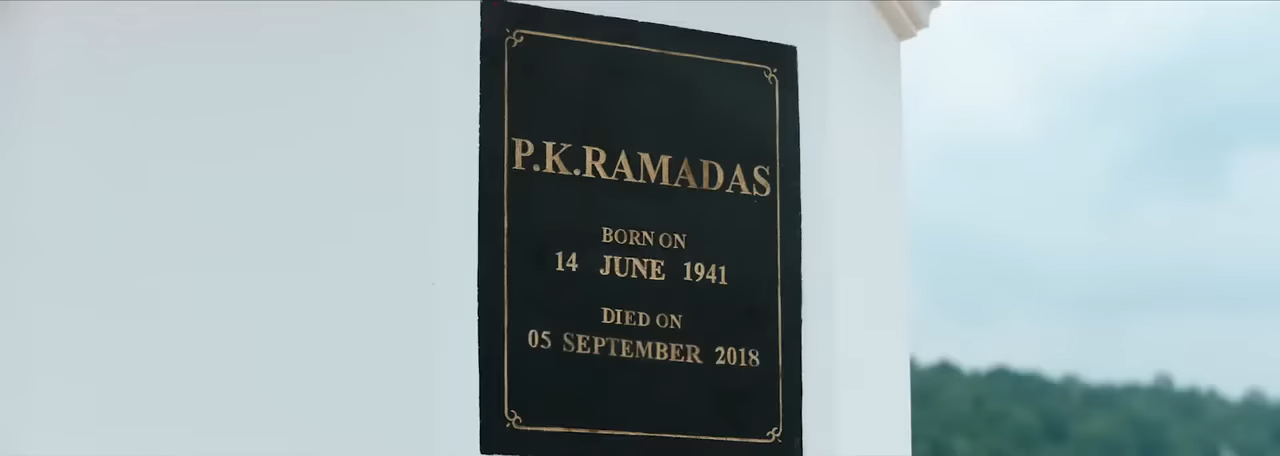 P.K.RAMADAS
BORN ON
14 JUNE 1941
DIED ON
05 SEPTEMBER 2018